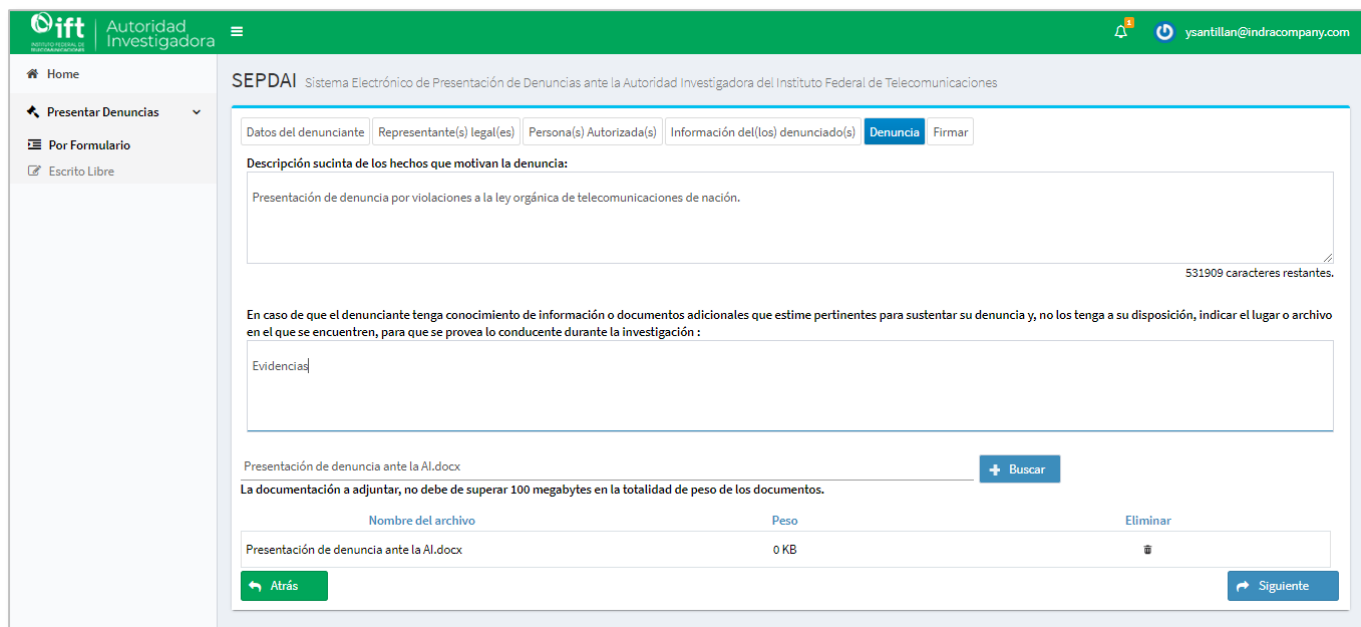 ift
INSTITUTO FEDERAL DE
TELECOMUNICACIONES
Autoridad
Investigadora
1
ysantillan@indracompany.com
Home
Presentar Denuncias
Por Formulario
Escrito Libre
SEPDAI Sistema Electrónico de Presentación de Denuncias ante la Autoridad Investigadora del Instituto Federal de Telecomunicaciones
Datos del denunciante Representante(s) legal(es) Persona(s) Autorizada(s) Información del(los) denunciado(s) Denuncia Firmar
Descripción sucinta de los hechos que motivan la denuncia:
Presentación de denuncia por violaciones a la ley orgánica de telecomunicaciones de nación.
531909 caracteres restantes.
En caso de que el denunciante tenga conocimiento de información o documentos adicionales que estime pertinentes para sustentar su denuncia y, no los tenga a su disposición, indicar el lugar o archivo
en el que se encuentren, para que se provea lo conducente durante la investigación :
Evidencias
Presentación de denuncia ante la AI.docx
Buscar
La documentación a adjuntar, no debe de superar 100 megabytes en la totalidad de peso de los documentos.
Nombre del archivo Peso Eliminar
Presentación de denuncia ante la AI.docx 0 KB
Atrás
Siguiente